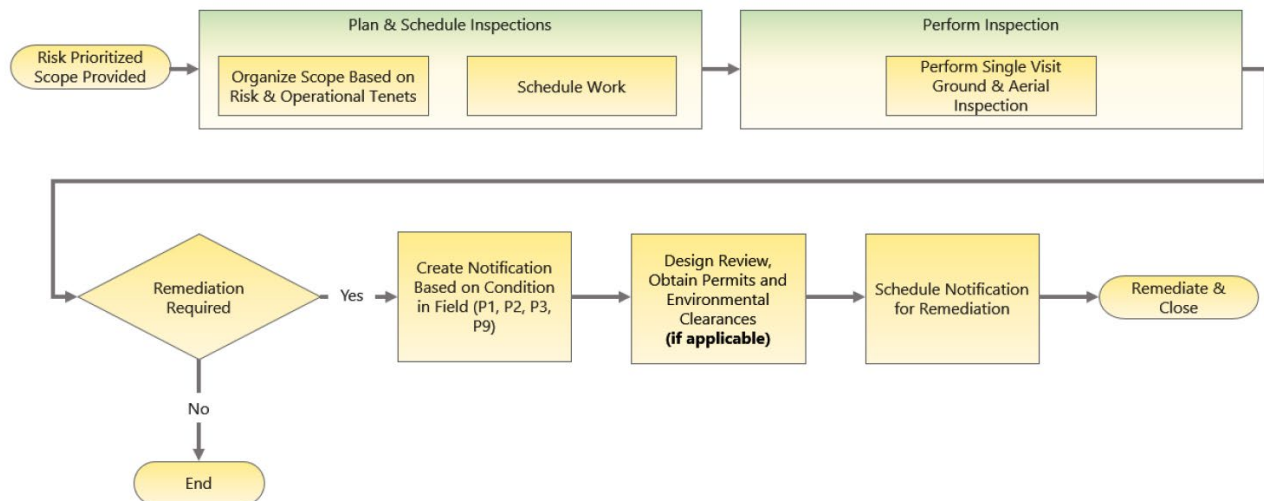 Plan & Schedule Inspections
Perform Inspection
Risk Prioritized
Scope Provided
Organize Scope Based on
Risk & Operational Tenets
Schedule Work
Perform Single Visit
Ground & Aerial
Inspection
Remediation
Required
Yes
Create Notification
Based on Condition
in Field (P1, P2, P3,
P9)
Design Review,
Obtain Permits and
Environmental
Clearances
(if applicable)
Schedule Notification
for Remediation
Remediate &
Close
No
End